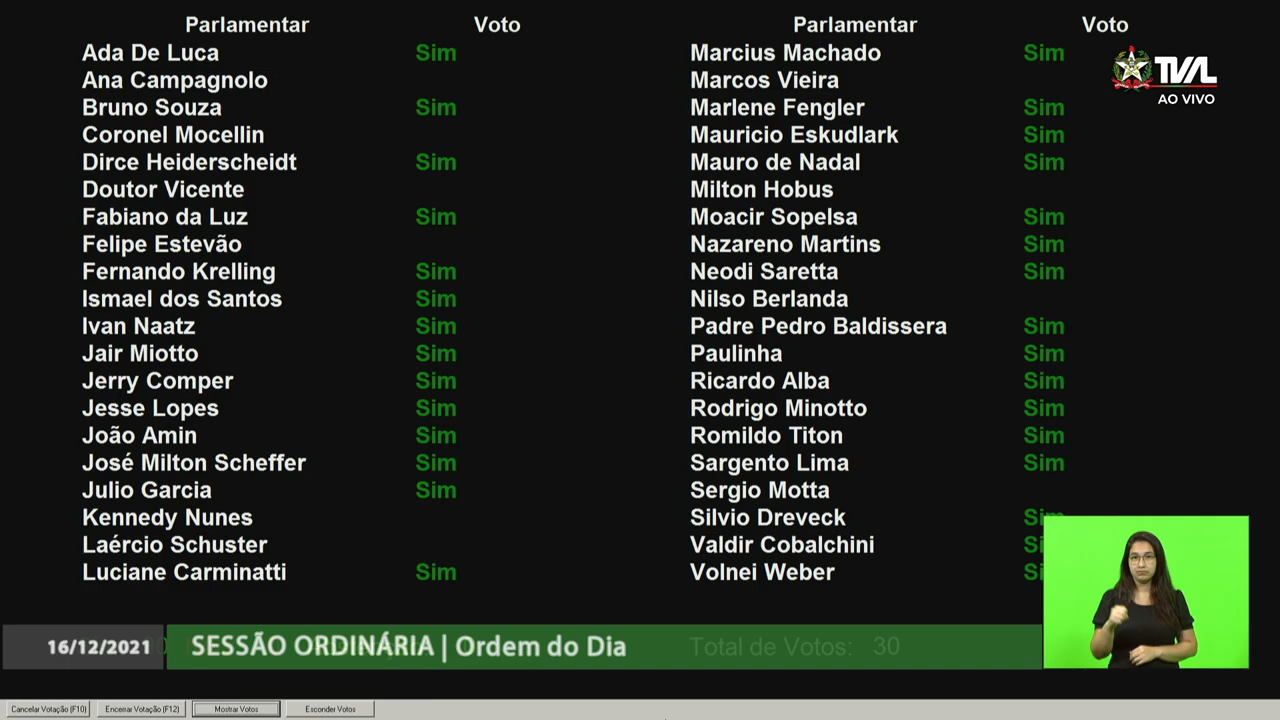 Parlamentar Voto Parlamentar Voto
Ada De Luca Sim Marcius Machado Sim
Ana Campagnolo Marcos Vieira
Bruno Souza Sim Marlene Fengler Sim
Coronel Mocellin Mauricio Eskudlark Sim
Dirce Heiderscheidt Sim Mauro de Nadal Sim
Doutor Vicente Milton Hobus
Fabiano da Luz Sim Moacir Sopelsa Sim
Felipe Estevão Nazareno Martins Sim
Fernando Krelling Sim Neodi Saretta Sim
Ismael dos Santos Sim Nilso Berlanda
Ivan Naatz Sim Padre Pedro Baldissera Sim
Jair Miotto Sim Paulinha Sim
Jerry Comper Sim Ricardo Alba Sim
Jesse Lopes Sim Rodrigo Minotto Sim
João Amin Sim Romildo Titon Sim
José Milton Scheffer Sim Sargento Lima Sim
Julio Garcia Sim Sergio Motta
Kennedy Nunes Silvio Dreveck
Laércio Schuster Valdir Cobalchini
Luciane Carminatti Sim Volnei Weber
TVAL
AO VIVO
16/12/2021 SESSÃO ORDINÁRIA | Ordem do Dia Total de Votos: 30
Cancelar Votação (F10) Encerrar Votação (F12) Mostrar Votos Esconder Votos